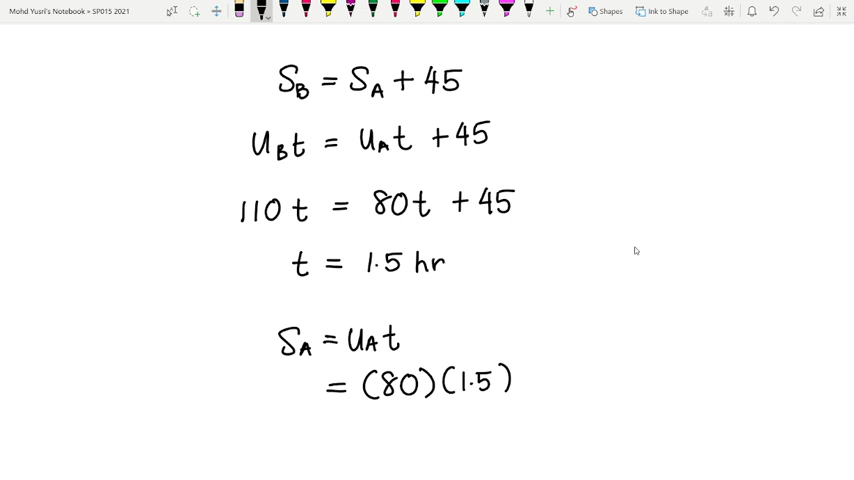 Mohd Yusri's Notebook » SP015 2021
Shapes
Ink to Shape
S_B = S_A + 45
u_B t = u_A t + 45
110 t = 80t + 45
t = 1.5 hr
S_A = u_A t
= (80)(1.5)